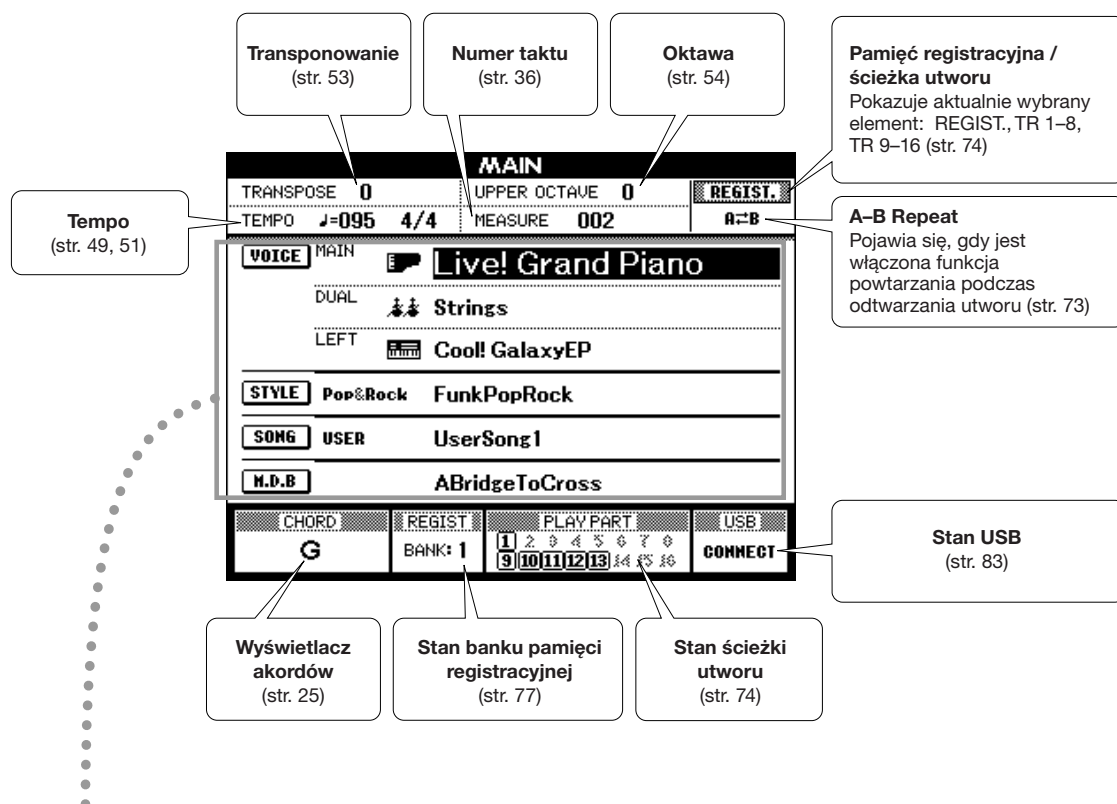 Transponowanie
(str. 53)
Numer taktu
(str. 36)
Oktawa
(str. 54)
Pamięć registracyjna /
ścieżka utworu
Pokazuje aktualnie wybrany
element: REGIST., TR 1–8,
TR 9–16 (str. 74)
Tempo
(str. 49, 51)
A–B Repeat
Pojawia się, gdy jest
włączona funkcja
powtarzania podczas
odtwarzania utworu (str. 73)
MAIN
TRANSPOSE 0 UPPER OCTAVE 0 REGIST.
TEMPO ♩=095 4/4 MEASURE 002 A⇄B
VOICE MAIN Live! Grand Piano
DUAL Strings
LEFT Cool! GalaxyEP
STYLE Pop&Rock FunkPopRock
SONG USER UserSong1
M.D.B ABridgeToCross
CHORD REGIST PLAY PART USB
G BANK: 1 1 2 3 4 5 6 7 8 CONNECT
9 10 11 12 13 14 15 16
Stan USB
(str. 83)
Wyświetlacz
akordów
(str. 25)
Stan banku pamięci
registracyjnej
(str. 77)
Stan ścieżki
utworu
(str. 74)